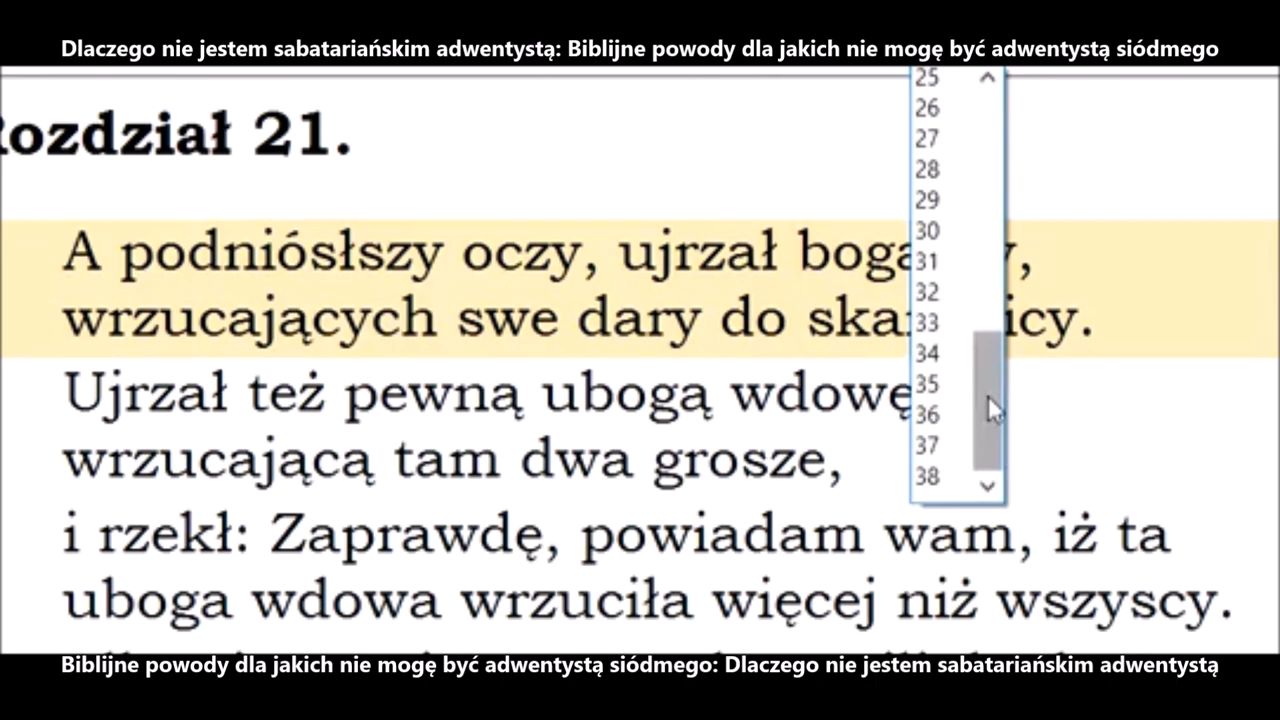 Dlaczego nie jestem sabatariańskim adwentystą: Biblijne powody dla jakich nie mogę być adwentystą siódmego
Rozdział 21.
A podniósłszy oczy, ujrzał
wrzucających swe dary do
Ujrzał też pewną ubogą wdowę
wrzucającą tam dwa grosze,
i rzekł: Zaprawdę, powiadam wam, iż ta
uboga wdowa wrzuciła więcej niż wszyscy.
25
26
27
28
29
30
31
32
33
34
35
36
37
38
Biblijne powody dla jakich nie mogę być adwentystą siódmego: Dlaczego nie jestem sabatariańskim adwentystą